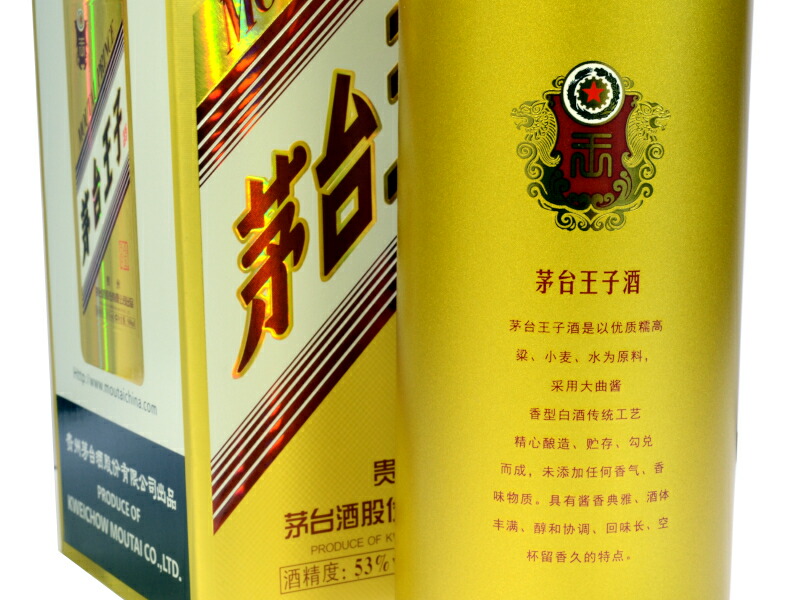 PRINCE
茅台王子
Http://www.moutaichina.com
贵州茅台酒股份有限公司出品
PRODUCE OF
KWEICHOW MOUTAI CO.,LTD.
MOU
茅台王
贵
茅台酒股份
PRODUCE OF K
酒精度：53%
茅台王子酒
茅台王子酒是以优质糯高
粱、小麦、水为原料，
采用大曲酱
香型白酒传统工艺
精心酿造、贮存、勾兑
而成，未添加任何香气、香
味物质。具有酱香典雅、酒体
丰满、醇和协调、回味长、空
杯留香久的特点。